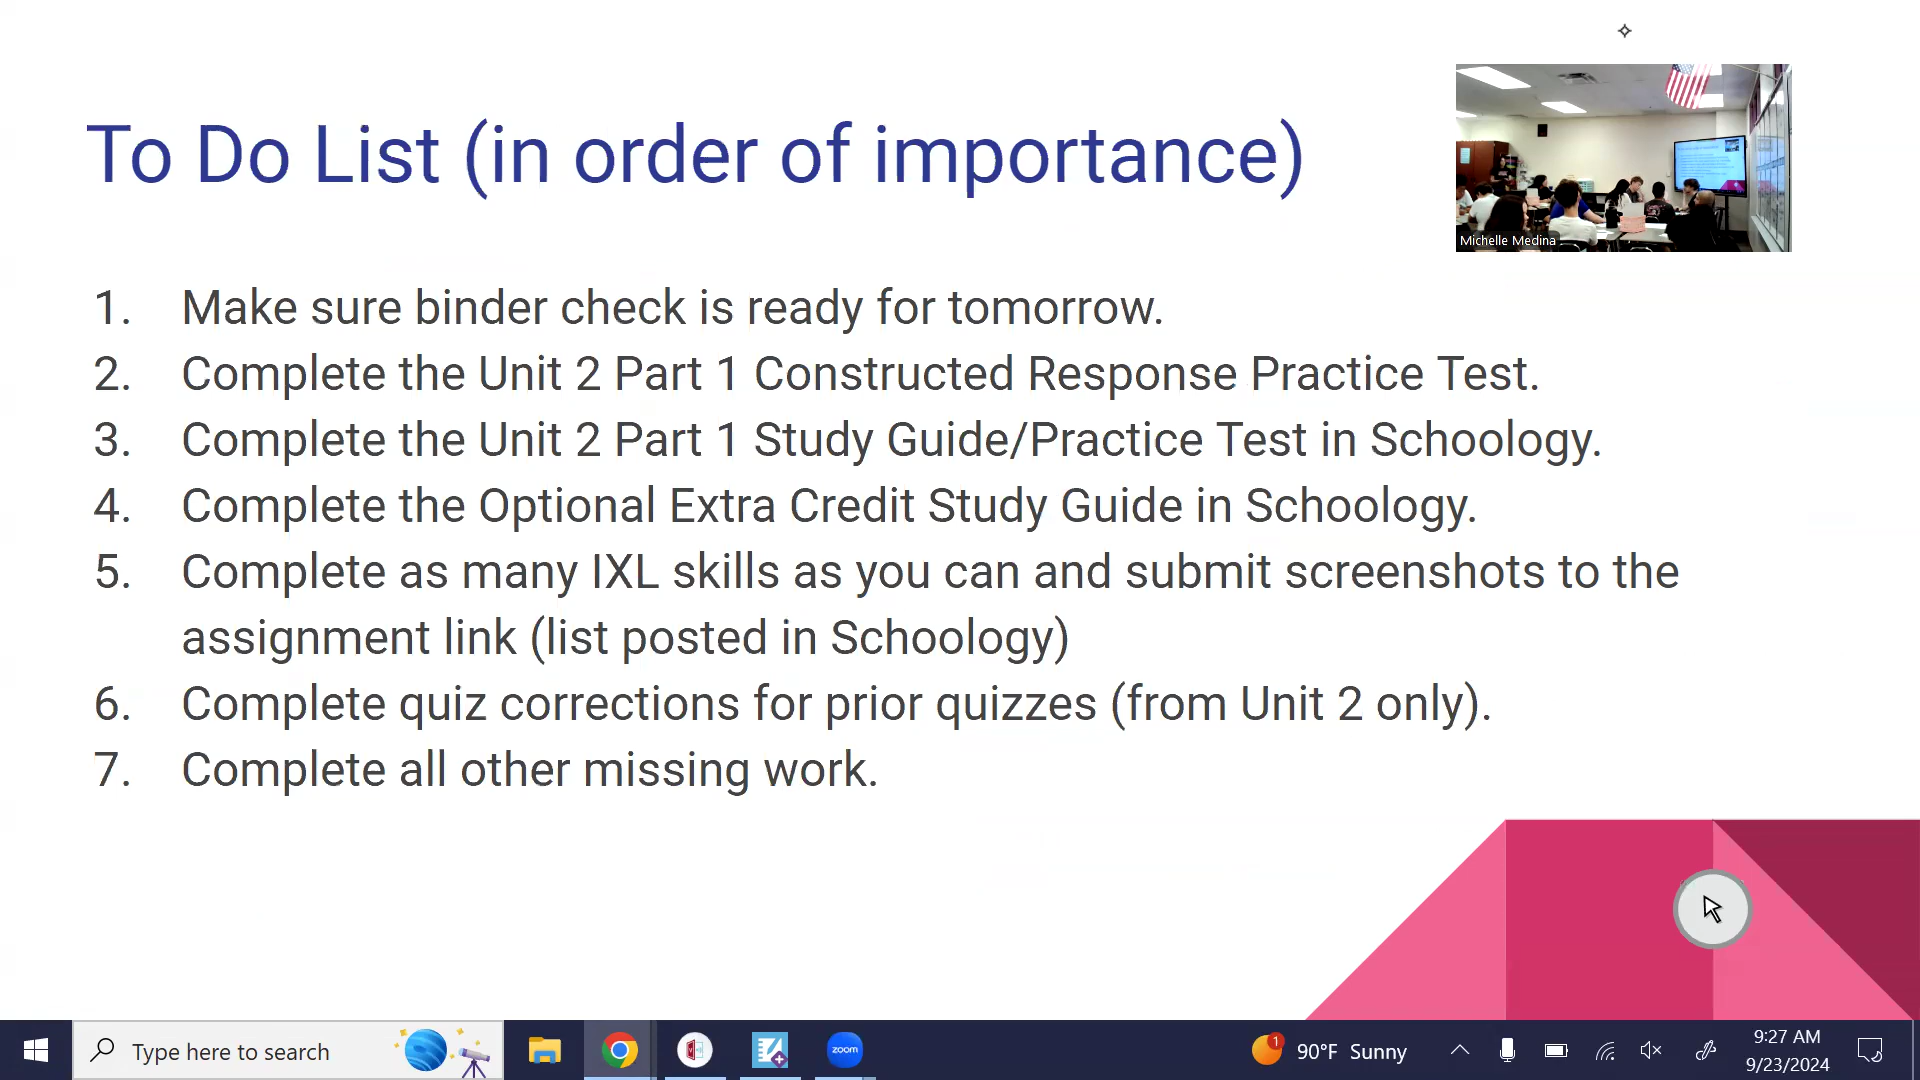 To Do List (in order of importance)
Michelle Medina
1. Make sure binder check is ready for tomorrow.
2. Complete the Unit 2 Part 1 Constructed Response Practice Test.
3. Complete the Unit 2 Part 1 Study Guide/Practice Test in Schoology.
4. Complete the Optional Extra Credit Study Guide in Schoology.
5. Complete as many IXL skills as you can and submit screenshots to the
assignment link (list posted in Schoology)
6. Complete quiz corrections for prior quizzes (from Unit 2 only).
7. Complete all other missing work.
Type here to search
zoom
1
90°F Sunny
9:27 AM
9/23/2024